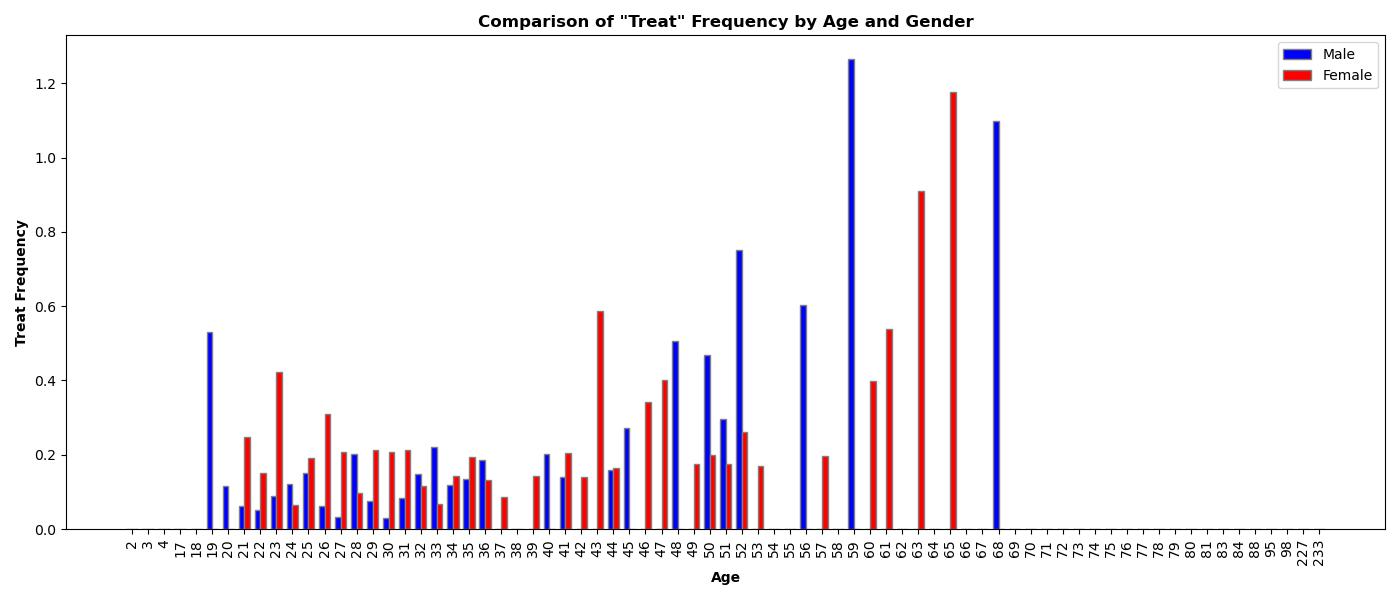 Comparison of "Treat" Frequency by Age and Gender
Male
Female
Treat Frequency
1.2
1.0
0.8
0.6
0.4
0.2
0.0
2 3 4 17 18 19 20 21 22 23 24 25 26 27 28 29 30 31 32 33 34 35 36 37 38 39 40 41 42 43 44 45 46 47 48 49 50 51 52 53 54 55 56 57 58 59 60 61 62 63 64 65 66 67 68 69 70 71 72 73 74 75 76 77 78 79 80 81 83 84 88 95 98 227 233
Age